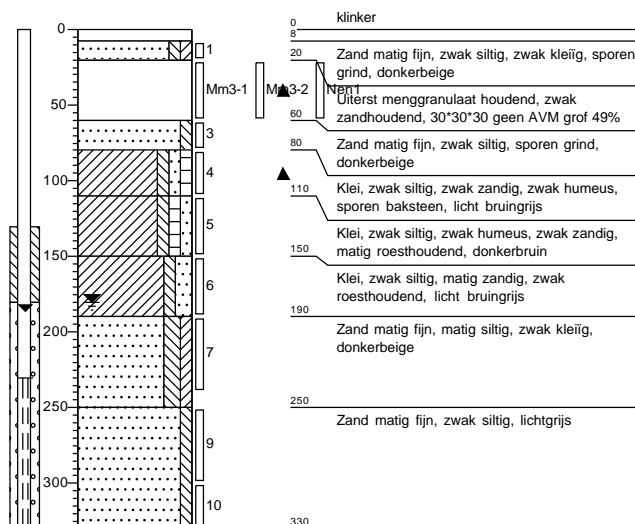 0
50
100
150
200
250
300
1
Mm3-1
Mm3-2
Nen1
3
4
5
6
7
9
10
0
klinker
8
20
Zand matig fijn, zwak siltig, zwak kleiïg, sporen
grind, donkerbeige
Uiterst menggranulaat houdend, zwak
zandhoudend, 30*30*30 geen AVM grof 49%
60
Zand matig fijn, zwak siltig, sporen grind,
donkerbeige
80
Klei, zwak siltig, zwak zandig, zwak humeus,
sporen baksteen, licht bruingrijs
110
Klei, zwak siltig, zwak humeus, zwak zandig,
matig roesthoudend, donkerbruin
150
Klei, zwak siltig, matig zandig, zwak
roesthoudend, licht bruingrijs
190
Zand matig fijn, matig siltig, zwak kleiïg,
donkerbeige
250
Zand matig fijn, zwak siltig, lichtgrijs
330